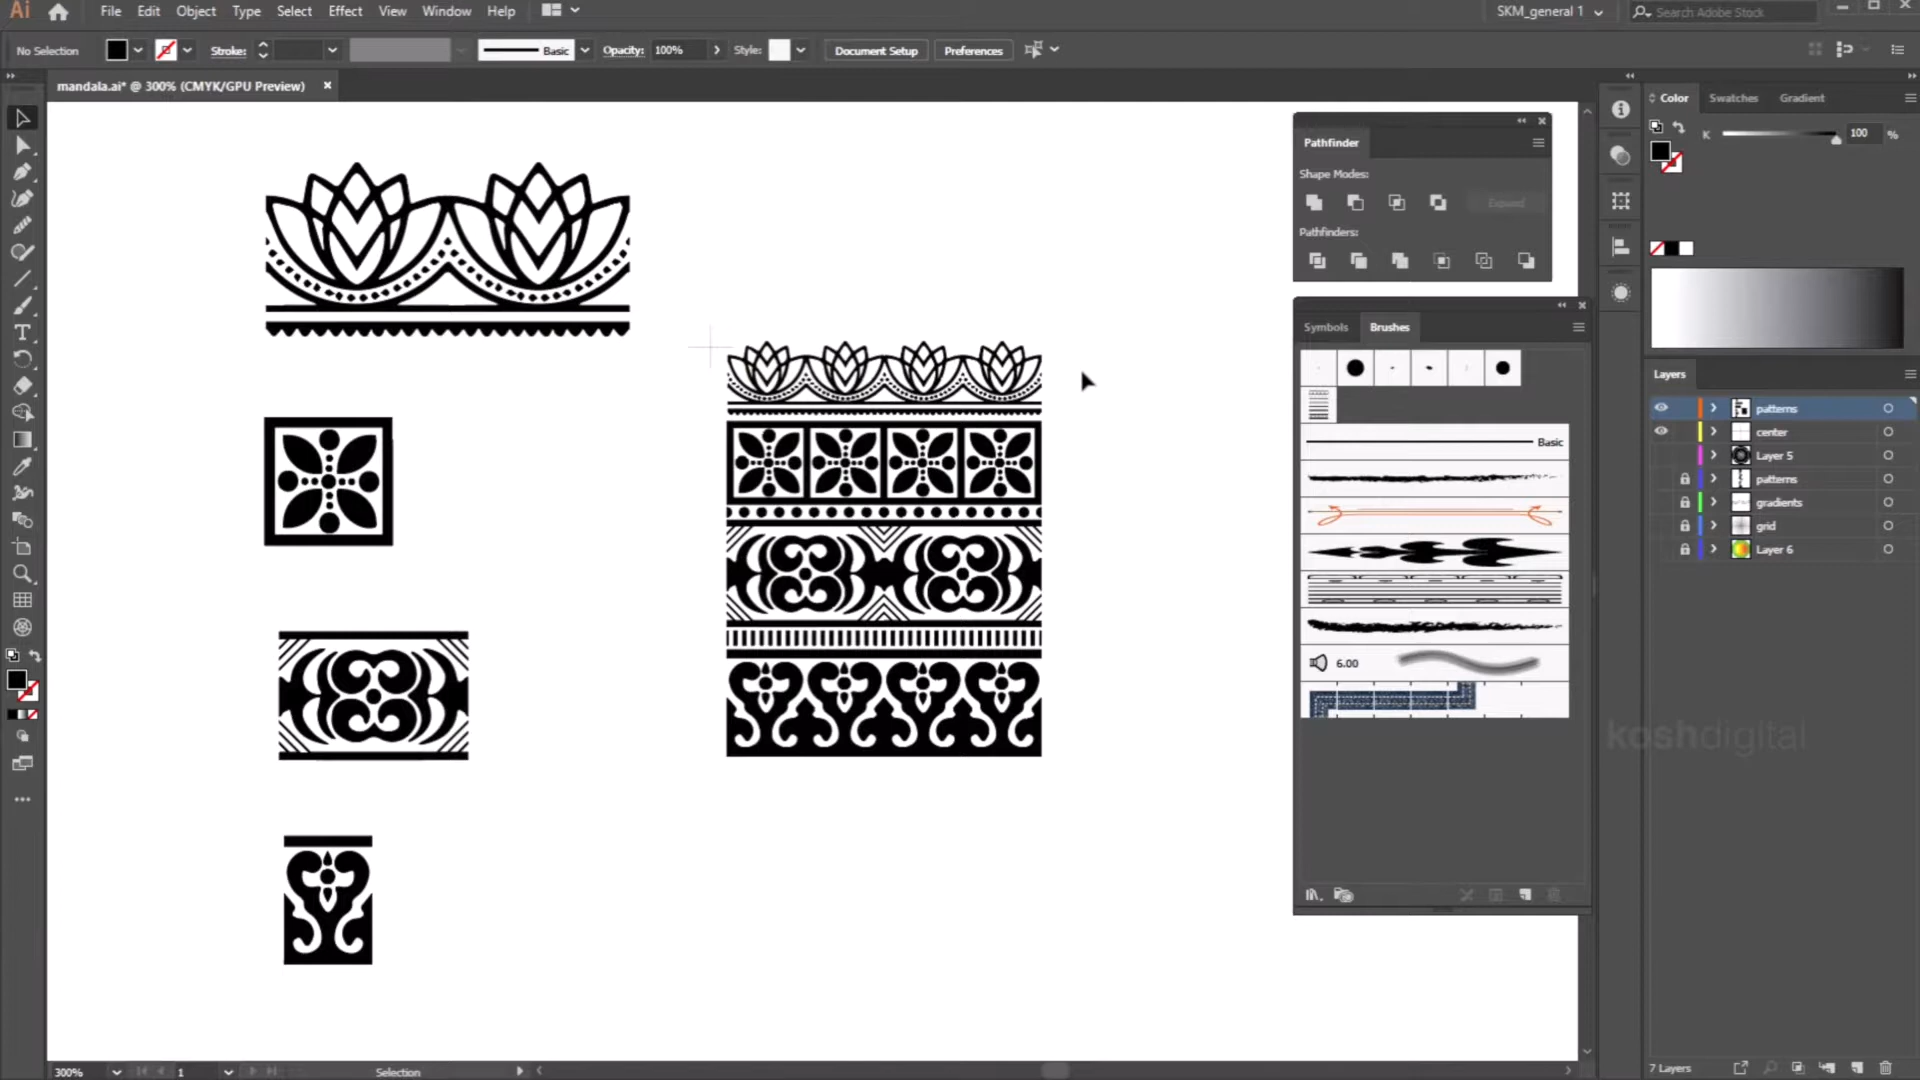 Ai File Edit Object Type Select Effect View Window Help SKM_general 1 Search Adobe Stock
No Selection Stroke: Basic Opacity: 100% Style: Document Setup Preferences
mandala.ai* @ 300% (CMYK/GPU Preview) ×
Color Swatches Gradient
K 100 %
Pathfinder
Shape Modes:
Expand
Pathfinders:
Symbols Brushes
Basic
6.00
Layers
patterns
center
Layer 5
patterns
gradients
grid
Layer 6
koshdigital
300% 1 Selection
7 Layers